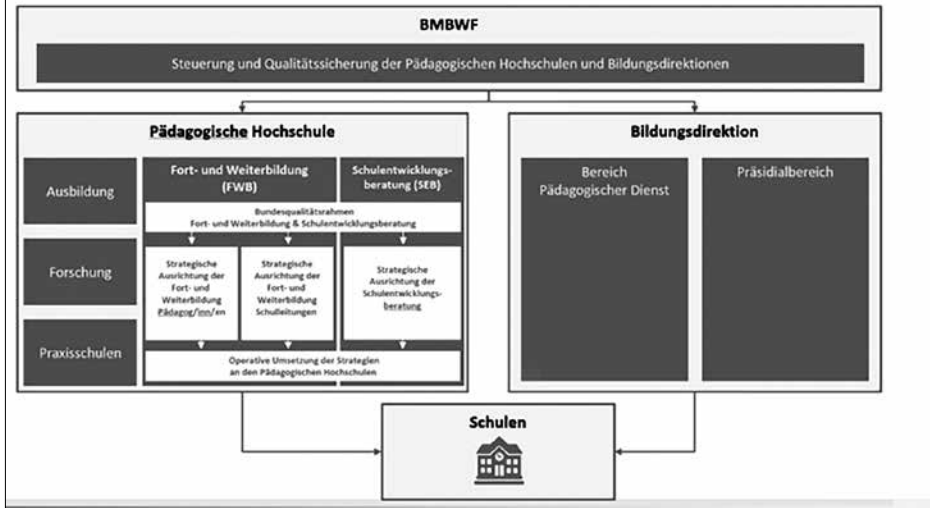 BMBWF
Steuerung und Qualitätssicherung der Pädagogischen Hochschulen und Bildungsdirektionen
Pädagogische Hochschule
Ausbildung
Forschung
Praxisschulen
Fort- und Weiterbildung
(FWB)
Schulentwicklungs-
beratung (SEB)
Bundesqualitätsrahmen
Fort- und Weiterbildung & Schulentwicklungsberatung
Strategische
Ausrichtung der
Fort- und
Weiterbildung
Pädagog/inn/en
Strategische
Ausrichtung der
Fort- und
Weiterbildung
Schulleitungen
Strategische
Ausrichtung der
Schulentwicklungs-
beratung
Operative Umsetzung der Strategien
an den Pädagogischen Hochschulen
Bildungsdirektion
Bereich
Pädagogischer Dienst
Präsidialbereich
Schulen